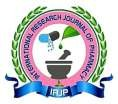 INTERNATIONAL RESEARCH JOURNAL OF PHARMACY
IRJP